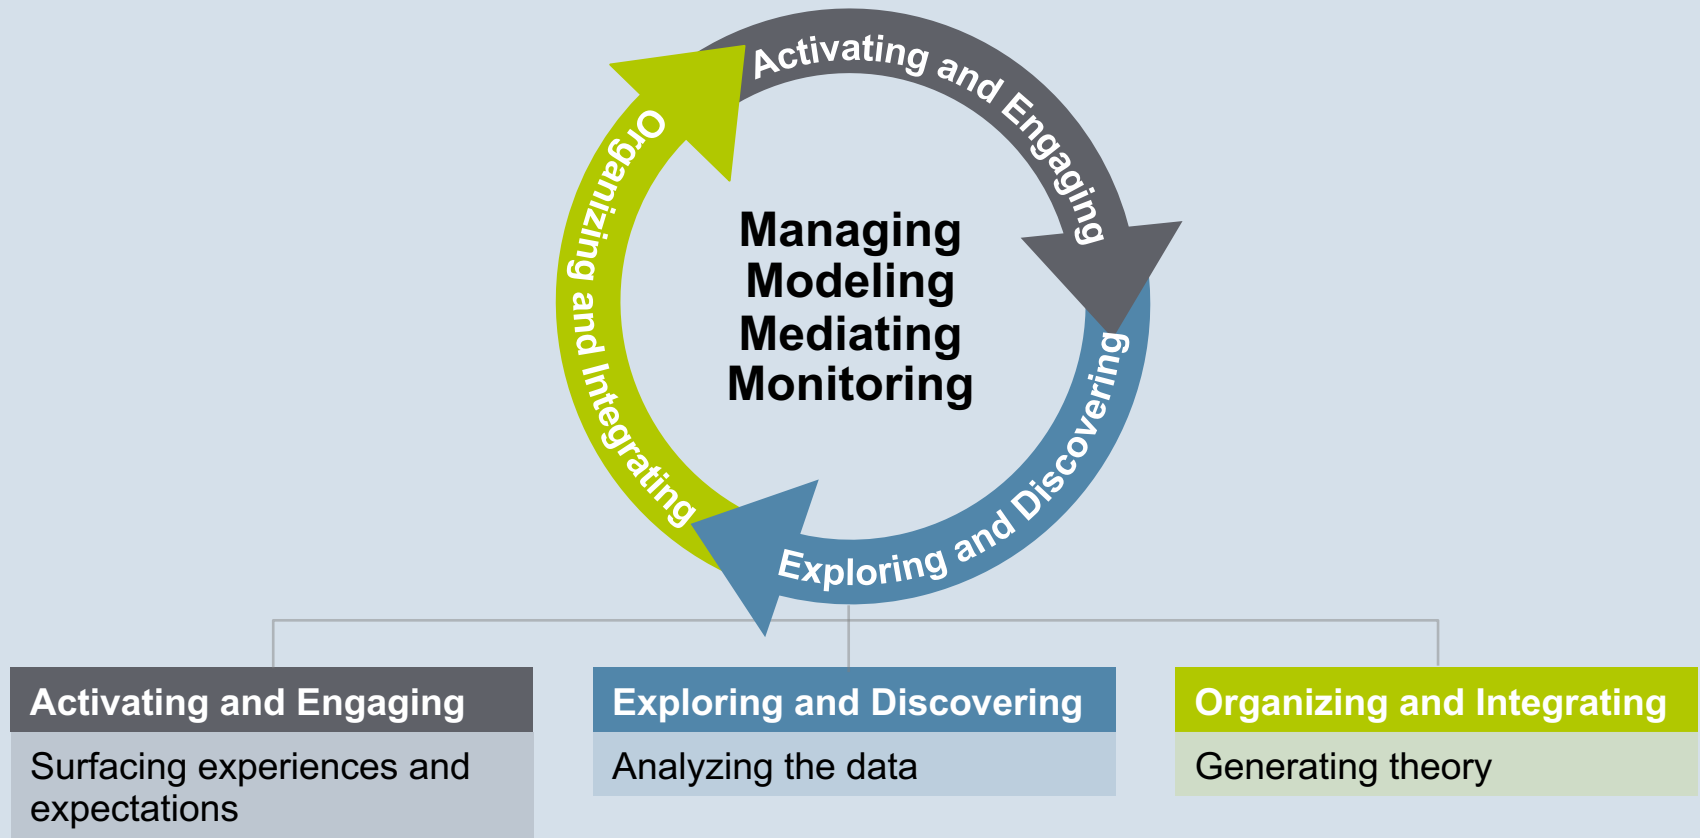 Activating and Engaging
Exploring and Discovering
Organizing and Integrating
Managing
Modeling
Mediating
Monitoring
Activating and Engaging
Surfacing experiences and
expectations
Exploring and Discovering
Analyzing the data
Organizing and Integrating
Generating theory